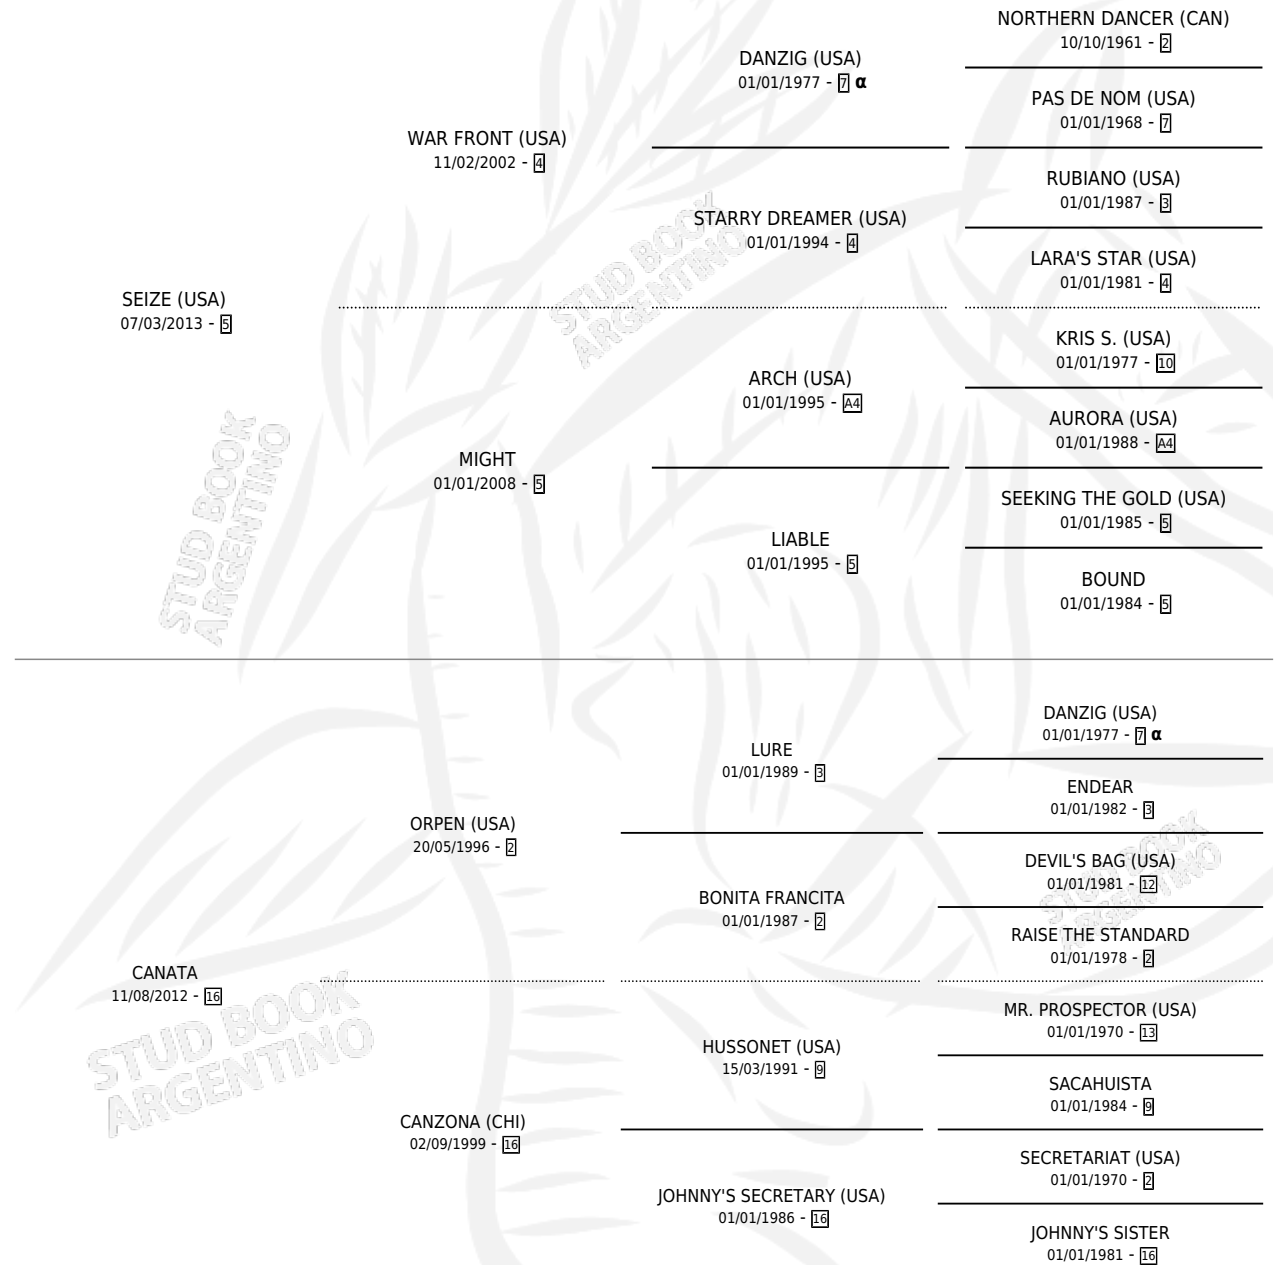 NORTHERN DANCER (CAN)
10/10/1961 - 2
DANZIG (USA)
01/01/1977 - 7 α
PAS DE NOM (USA)
01/01/1968 - 7
WAR FRONT (USA)
11/02/2002 - 4
RUBIANO (USA)
01/01/1987 - 3
STARRY DREAMER (USA)
01/01/1994 - 4
LARA'S STAR (USA)
01/01/1981 - 4
SEIZE (USA)
07/03/2013 - 5
KRIS S. (USA)
01/01/1977 - 10
ARCH (USA)
01/01/1995 - A4
AURORA (USA)
01/01/1988 - A4
MIGHT
01/01/2008 - 5
SEEKING THE GOLD (USA)
01/01/1985 - 5
LIABLE
01/01/1995 - 5
BOUND
01/01/1984 - 5
DANZIG (USA)
01/01/1977 - 7 α
LURE
01/01/1989 - 3
ENDEAR
01/01/1982 - 3
ORPEN (USA)
20/05/1996 - 2
DEVIL'S BAG (USA)
01/01/1981 - 12
BONITA FRANCITA
01/01/1987 - 2
RAISE THE STANDARD
01/01/1978 - 2
CANATA
11/08/2012 - 16
MR. PROSPECTOR (USA)
01/01/1970 - 13
HUSSONET (USA)
15/03/1991 - 9
SACAHUISTA
01/01/1984 - 9
CANZONA (CHI)
02/09/1999 - 16
SECRETARIAT (USA)
01/01/1970 - 2
JOHNNY'S SECRETARY (USA)
01/01/1986 - 16
JOHNNY'S SISTER
01/01/1981 - 16
STUD BOOK
ARGENTINO
STUD BOOK
ARGENTINO
STUD BOOK
ARGENTINO
STUD BOOK
ARGENTINO